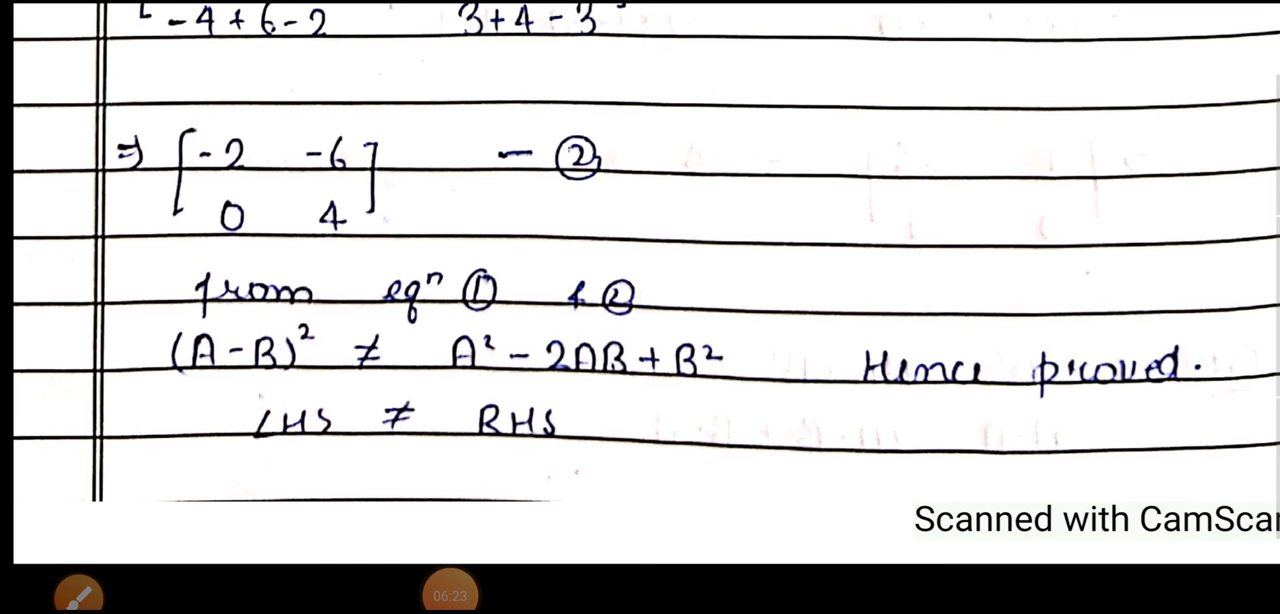 -4+6-2 3+4-3
⇒ [-2 -6] - ②
0 4
from eqⁿ ① & ②
(A-B)² ≠ A² - 2AB + B² Hence proved.
LHS ≠ RHS
Scanned with CamScan
06:23